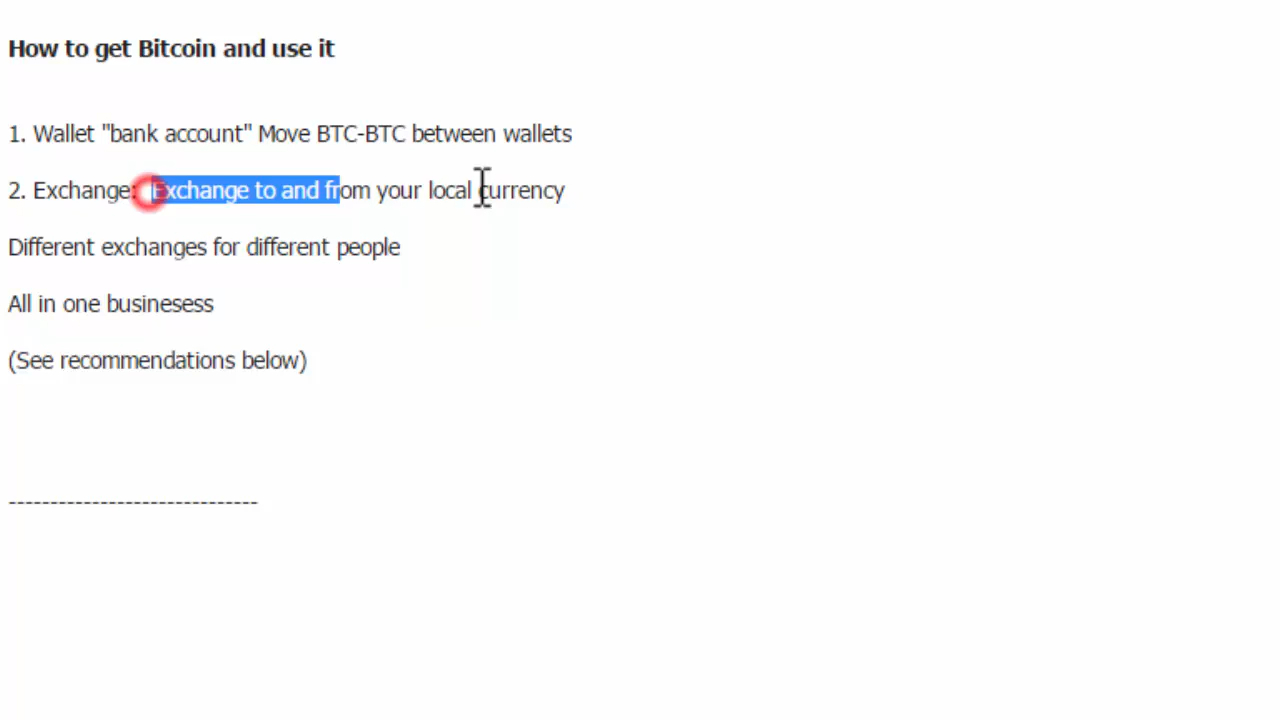 How to get Bitcoin and use it
1. Wallet "bank account" Move BTC-BTC between wallets
2. Exchange: Exchange to and from your local currency
Different exchanges for different people
All in one businesess
(See recommendations below)
------------------------------